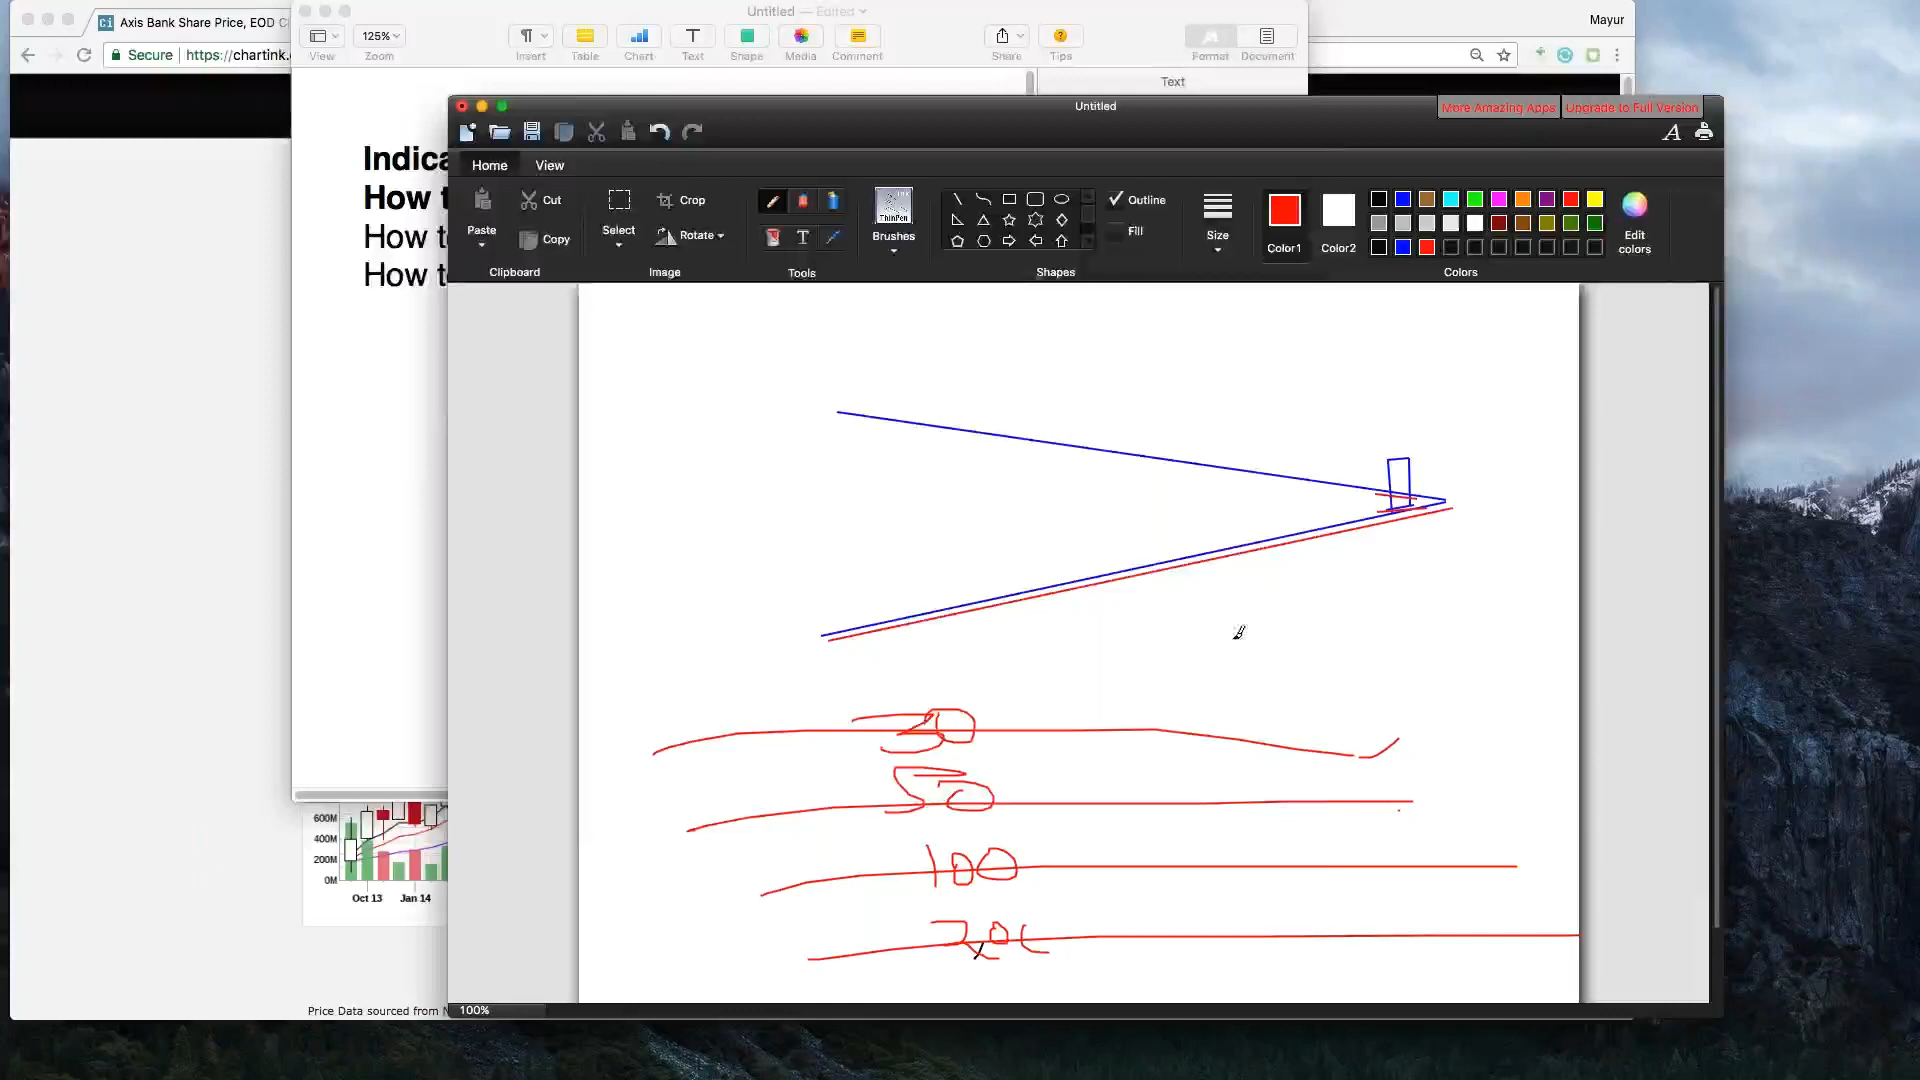 Axis Bank Share Price, EOD
Untitled — Edited
Mayur
Secure
https://chartink.
125%
View
Zoom
Insert
Table
Chart
Text
Shape
Media
Comment
Share
Tips
Format
Document
Text
Untitled
More Amazing Apps
Upgrade to Full Version
Home
View
Indica
How t
How to
How to
Paste
Cut
Copy
Clipboard
Select
Crop
Rotate
Image
Tools
ThinPen
Brushes
Outline
Fill
Shapes
Size
Color1
Color2
Edit colors
Colors
30
50
100
200
600M
400M
200M
0M
Oct 13
Jan 14
Price Data sourced from
100%